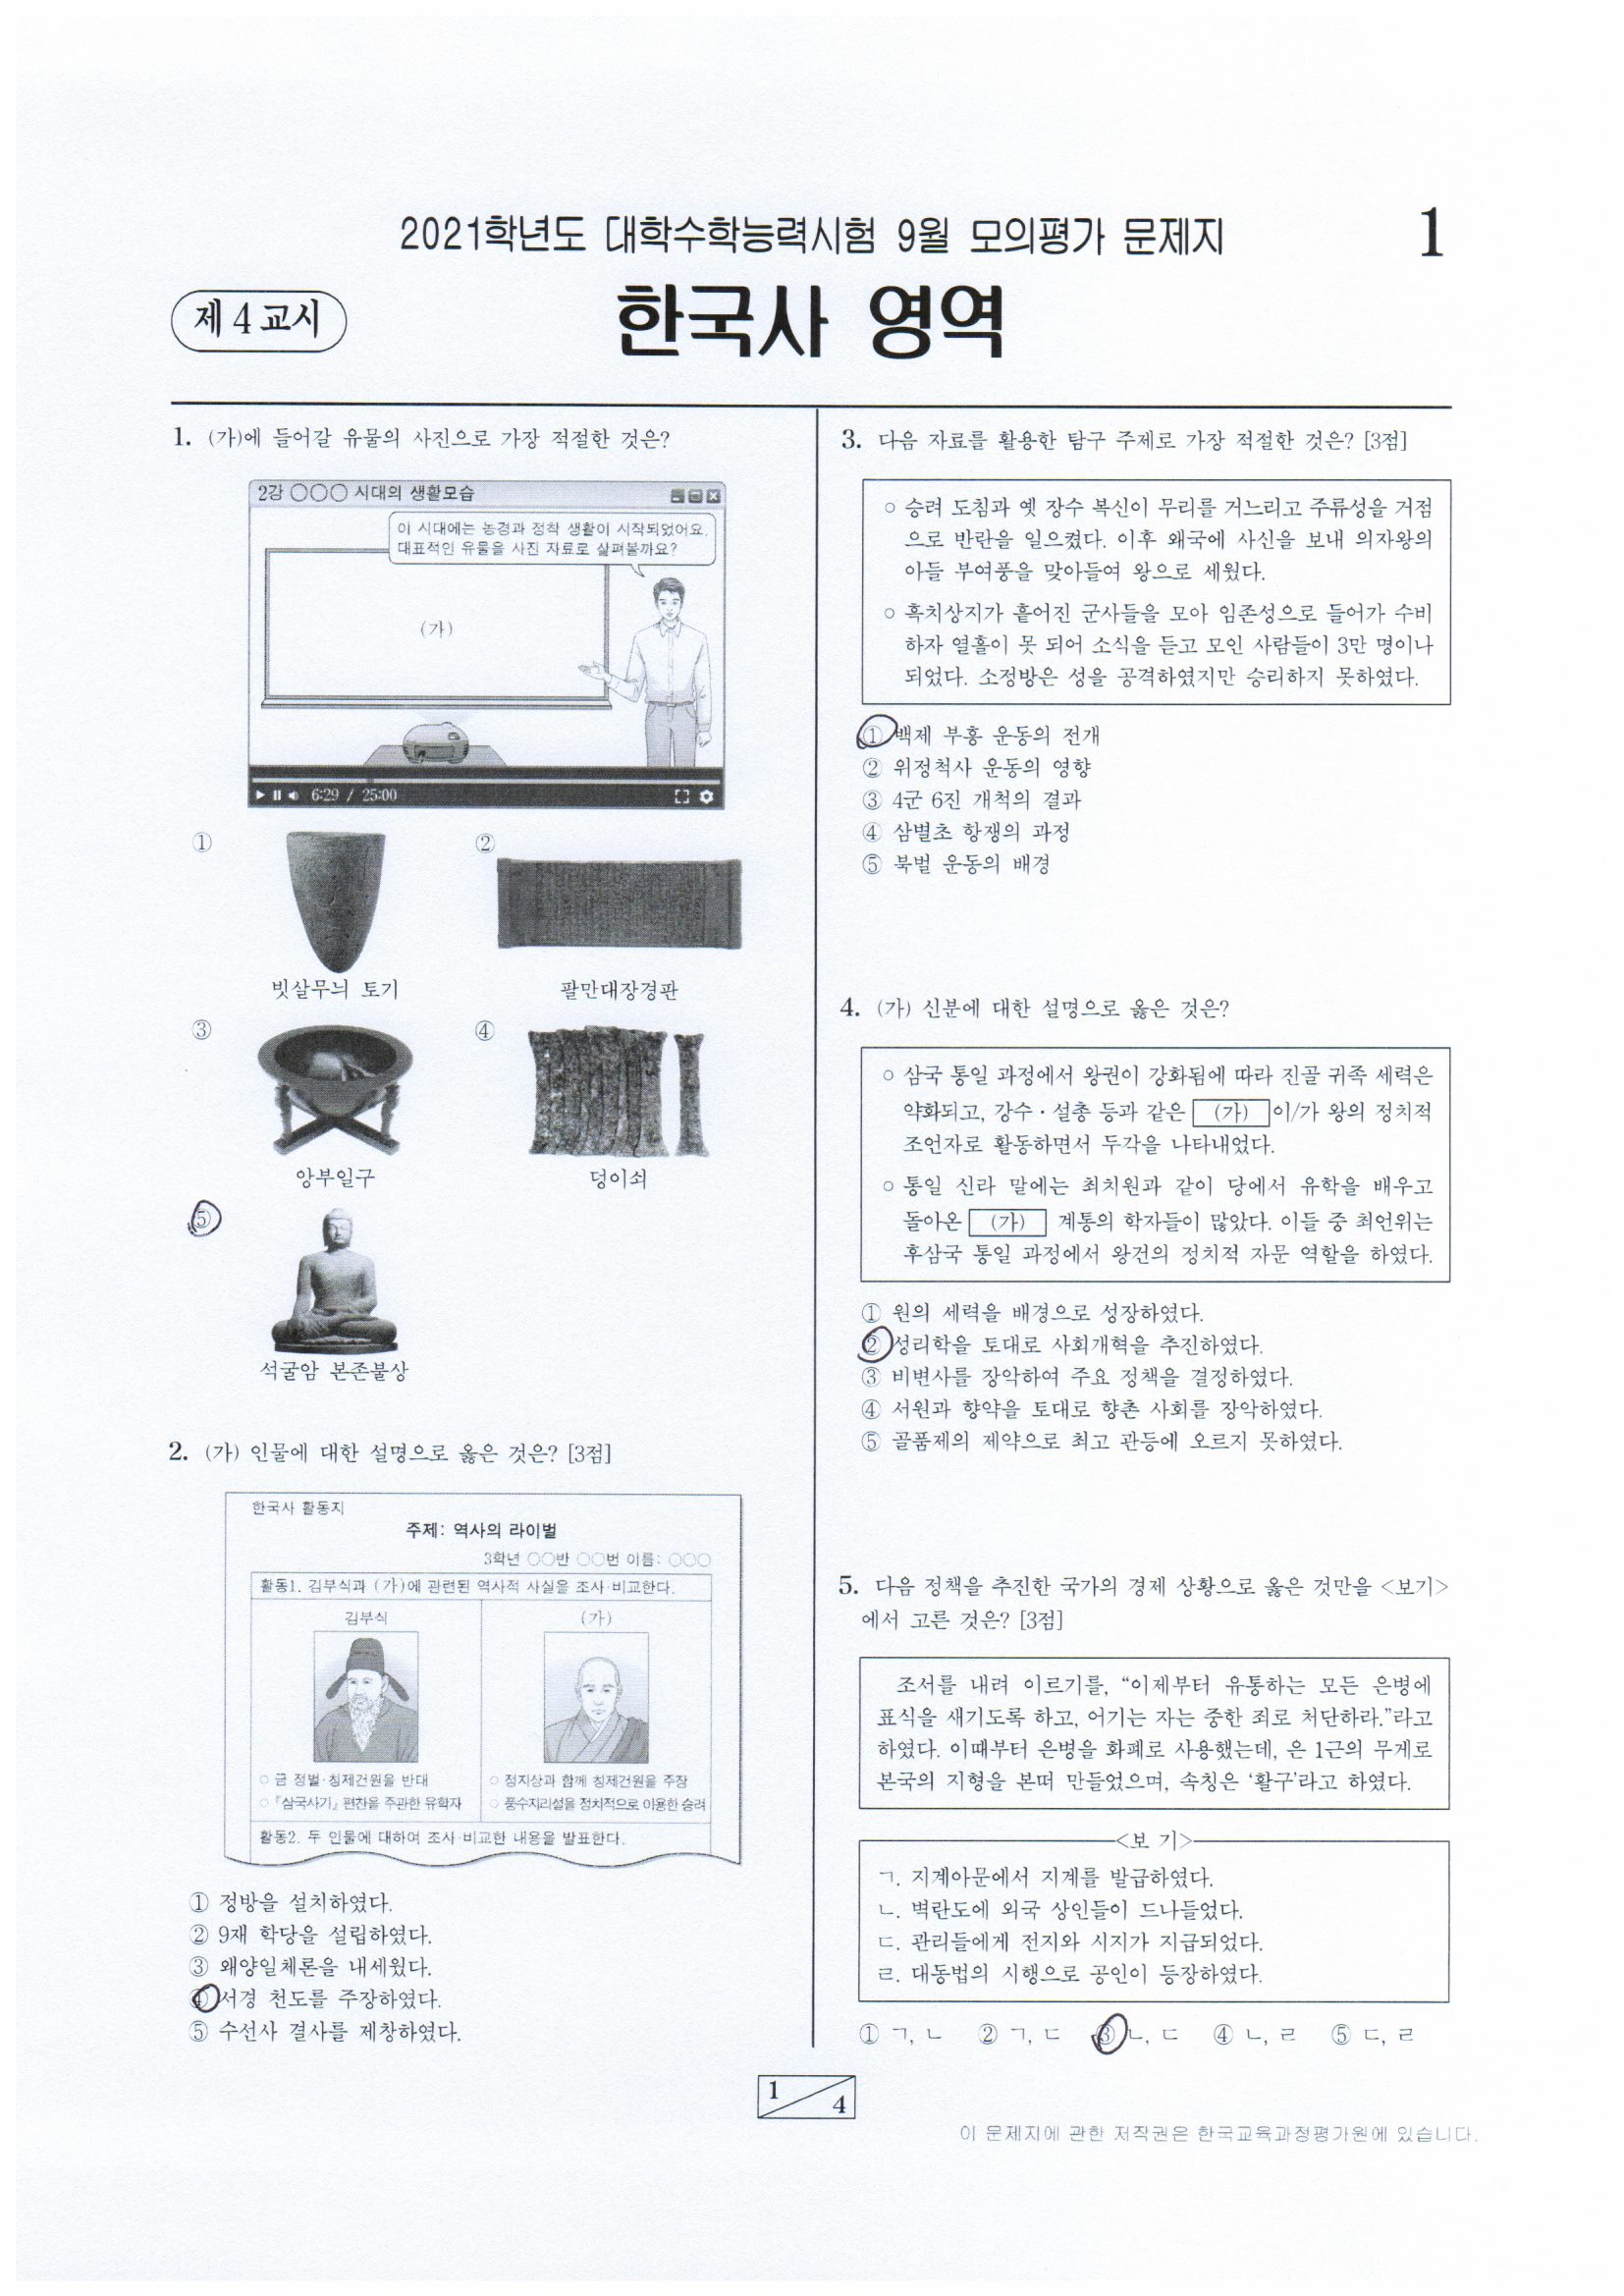 2021학년도 대학수학능력시험 9월 모의평가 문제지
1
제 4 교시
한국사 영역
1. (가)에 들어갈 유물의 사진으로 가장 적절한 것은?
2강 ○○○ 시대의 생활모습
이 시대에는 농경과 정착 생활이 시작되었어요.
대표적인 유물을 사진 자료로 살펴볼까요?
(가)
6:29 / 25:00
① ②
빗살무늬 토기 팔만대장경판
③ ④
앙부일구 덩이쇠
⑤
석굴암 본존불상
2. (가) 인물에 대한 설명으로 옳은 것은? [3점]
한국사 활동지
주제: 역사의 라이벌
3학년 ○○반 ○○번 이름: ○○○
활동1. 김부식과 (가)에 관련된 역사적 사실을 조사·비교한다.
김부식 (가)
○ 금 정벌·칭제건원을 반대
○ 『삼국사기』 편찬을 주관한 유학자
○ 정지상과 함께 칭제건원을 주장
○ 풍수지리설을 정치적으로 이용한 승려
활동2. 두 인물에 대하여 조사·비교한 내용을 발표한다.
① 정방을 설치하였다.
② 9재 학당을 설립하였다.
③ 왜양일체론을 내세웠다.
④ 서경 천도를 주장하였다.
⑤ 수선사 결사를 제창하였다.
3. 다음 자료를 활용한 탐구 주제로 가장 적절한 것은? [3점]
○ 승려 도침과 옛 장수 복신이 무리를 거느리고 주류성을 거점
으로 반란을 일으켰다. 이후 왜국에 사신을 보내 의자왕의
아들 부여풍을 맞아들여 왕으로 세웠다.
○ 흑치상지가 흩어진 군사들을 모아 임존성으로 들어가 수비
하자 열흘이 못 되어 소식을 듣고 모인 사람들이 3만 명이나
되었다. 소정방은 성을 공격하였지만 승리하지 못하였다.
① 백제 부흥 운동의 전개
② 위정척사 운동의 영향
③ 4군 6진 개척의 결과
④ 삼별초 항쟁의 과정
⑤ 북벌 운동의 배경
4. (가) 신분에 대한 설명으로 옳은 것은?
○ 삼국 통일 과정에서 왕권이 강화됨에 따라 진골 귀족 세력은
약화되고, 강수·설총 등과 같은 (가) 이/가 왕의 정치적
조언자로 활동하면서 두각을 나타내었다.
○ 통일 신라 말에는 최치원과 같이 당에서 유학을 배우고
돌아온 (가) 계통의 학자들이 많았다. 이들 중 최언위는
후삼국 통일 과정에서 왕건의 정치적 자문 역할을 하였다.
① 원의 세력을 배경으로 성장하였다.
② 성리학을 토대로 사회개혁을 추진하였다.
③ 비변사를 장악하여 주요 정책을 결정하였다.
④ 서원과 향약을 토대로 향촌 사회를 장악하였다.
⑤ 골품제의 제약으로 최고 관등에 오르지 못하였다.
5. 다음 정책을 추진한 국가의 경제 상황으로 옳은 것만을 <보기>
에서 고른 것은? [3점]
조서를 내려 이르기를, “이제부터 유통하는 모든 은병에
표식을 새기도록 하고, 어기는 자는 중한 죄로 처단하라.”라고
하였다. 이때부터 은병을 화폐로 사용했는데, 은 1근의 무게로
본국의 지형을 본떠 만들었으며, 속칭은 ‘활구’라고 하였다.
<보 기>
ㄱ. 지계아문에서 지계를 발급하였다.
ㄴ. 벽란도에 외국 상인들이 드나들었다.
ㄷ. 관리들에게 전지와 시지가 지급되었다.
ㄹ. 대동법의 시행으로 공인이 등장하였다.
① ㄱ, ㄴ ② ㄱ, ㄷ ③ ㄴ, ㄷ ④ ㄴ, ㄹ ⑤ ㄷ, ㄹ
1 4
이 문제지에 관한 저작권은 한국교육과정평가원에 있습니다.